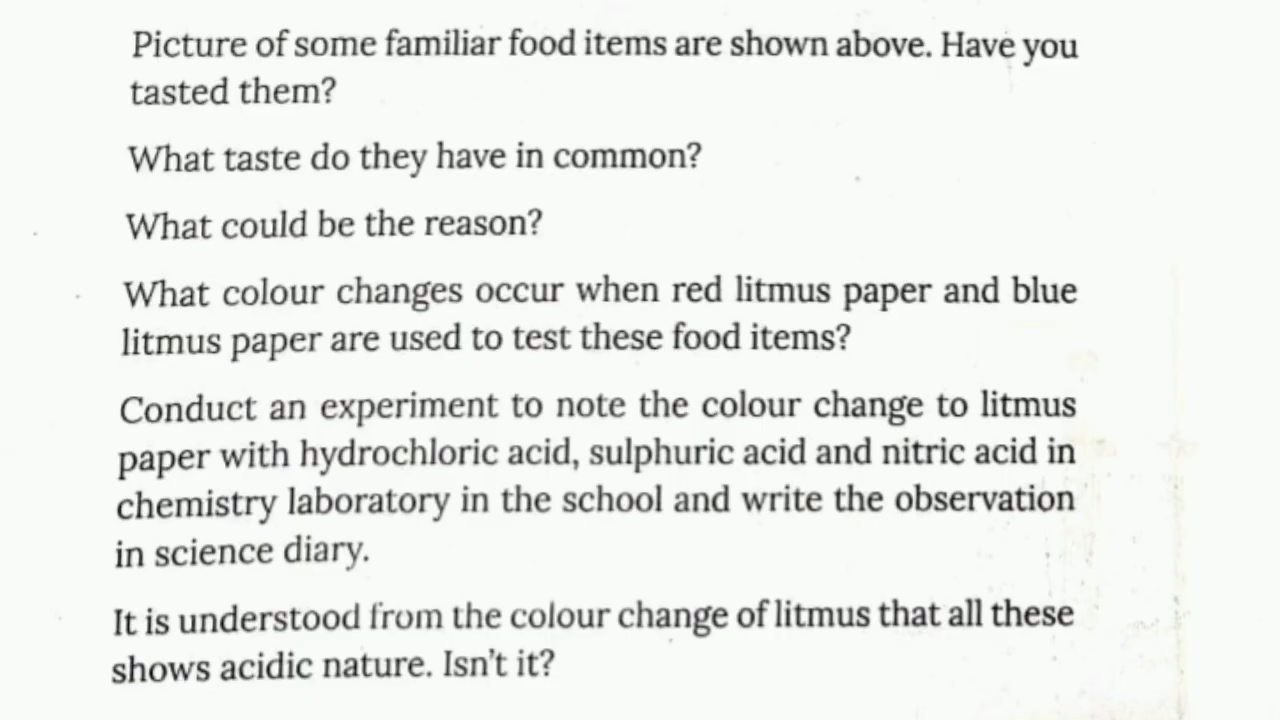 Picture of some familiar food items are shown above. Have you
tasted them?
What taste do they have in common?
What could be the reason?
What colour changes occur when red litmus paper and blue
litmus paper are used to test these food items?
Conduct an experiment to note the colour change to litmus
paper with hydrochloric acid, sulphuric acid and nitric acid in
chemistry laboratory in the school and write the observation
in science diary.
It is understood from the colour change of litmus that all these
shows acidic nature. Isn't it?